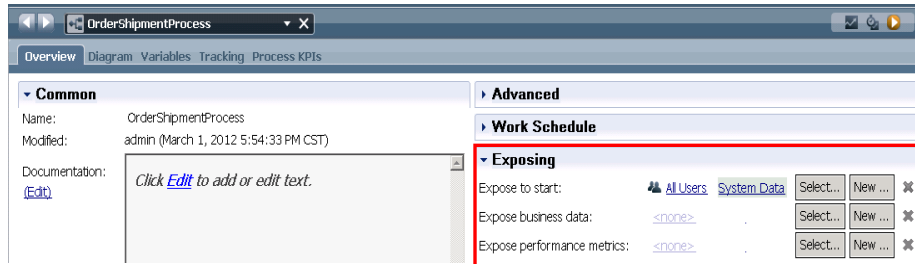 OrderShipmentProcess
Overview Diagram Variables Tracking Process KPIs
Common
Name: OrderShipmentProcess
Modified: admin (March 1, 2012 5:54:33 PM CST)
Documentation:
(Edit)
Click Edit to add or edit text.
Advanced
Work Schedule
Exposing
Expose to start: All Users System Data Select... New ...
Expose business data: <none> Select... New ...
Expose performance metrics: <none> Select... New ...